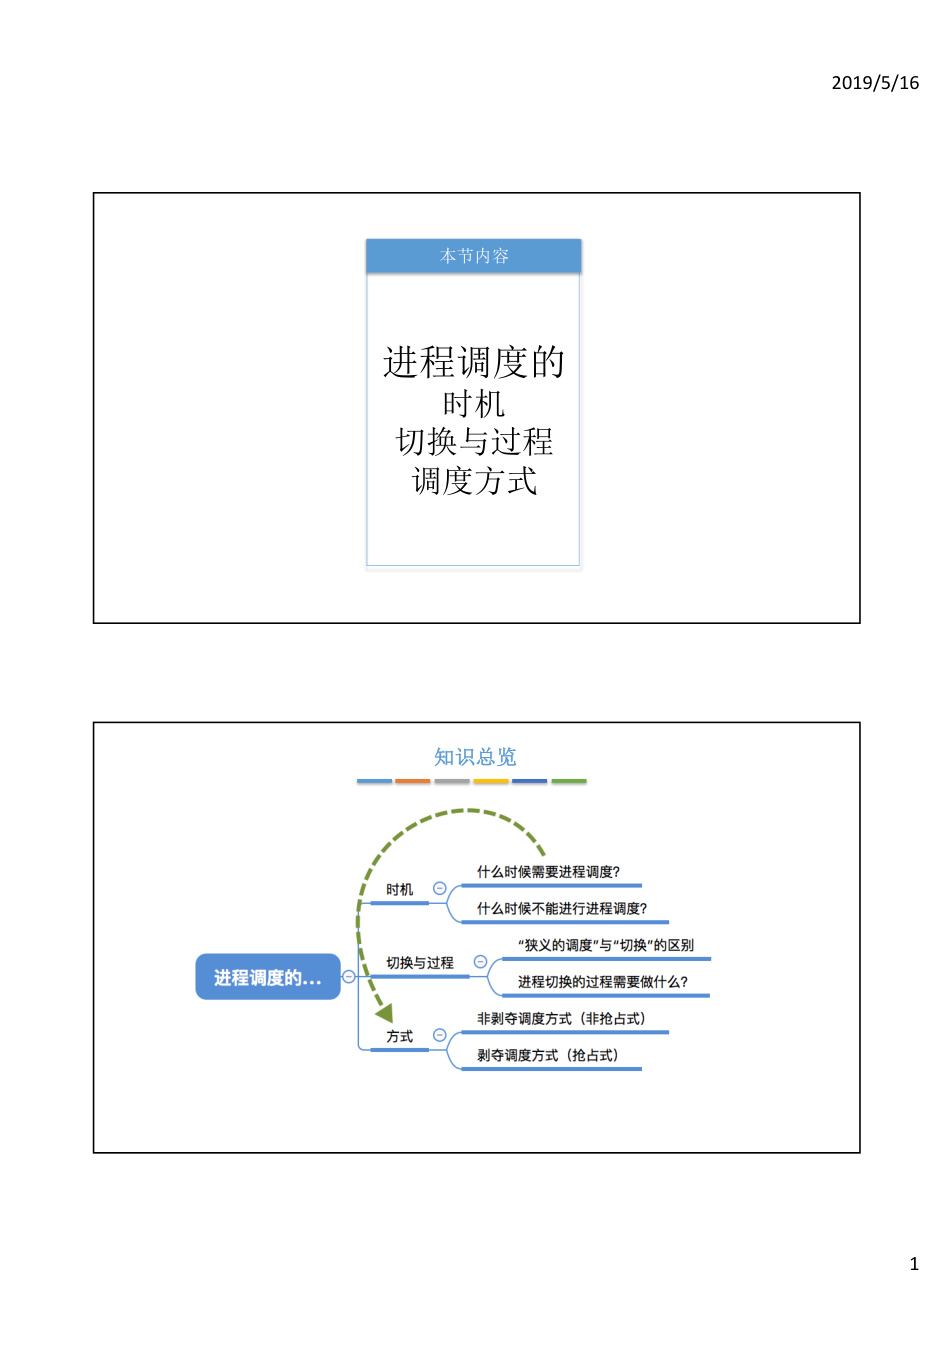 2019/5/16
本节内容
进程调度的
时机
切换与过程
调度方式
知识总览
进程调度的...
时机
什么时候需要进程调度?
什么时候不能进行进程调度?
切换与过程
“狭义的调度”与“切换”的区别
进程切换的过程需要做什么?
方式
非剥夺调度方式（非抢占式）
剥夺调度方式（抢占式）
1